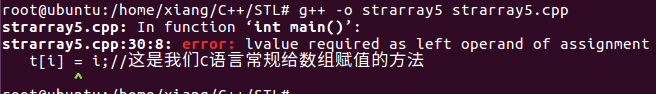 root@ubuntu:/home/xiang/C++/STL# g++ -o strarray5 strarray5.cpp
strarray5.cpp: In function ‘int main()’:
strarray5.cpp:30:8: error: lvalue required as left operand of assignment
t[i] = i;//这是我们C语言常规给数组赋值的方法
^
root@ubuntu:/home/xiang/C++/STL#